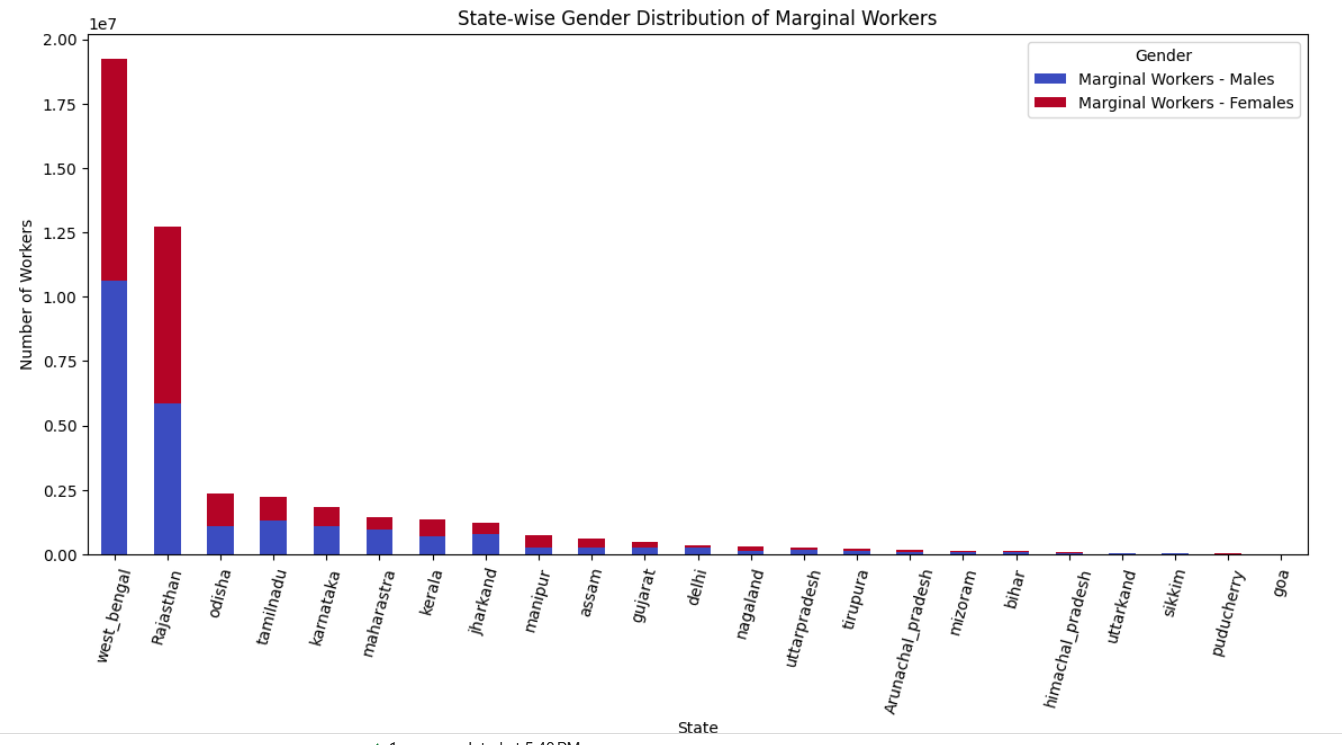 State-wise Gender Distribution of Marginal Workers
1e7
2.00
1.75
1.50
1.25
1.00
0.75
0.50
0.25
0.00
Number of Workers
Gender
Marginal Workers - Males
Marginal Workers - Females
west_bengal
Rajasthan
odisha
tamilnadu
karnataka
maharastra
kerala
jharkand
manipur
assam
gujarat
delhi
nagaland
uttarpradesh
tirupura
Arunachal_pradesh
mizoram
bihar
himachal_pradesh
uttarkand
sikkim
puducherry
goa
State